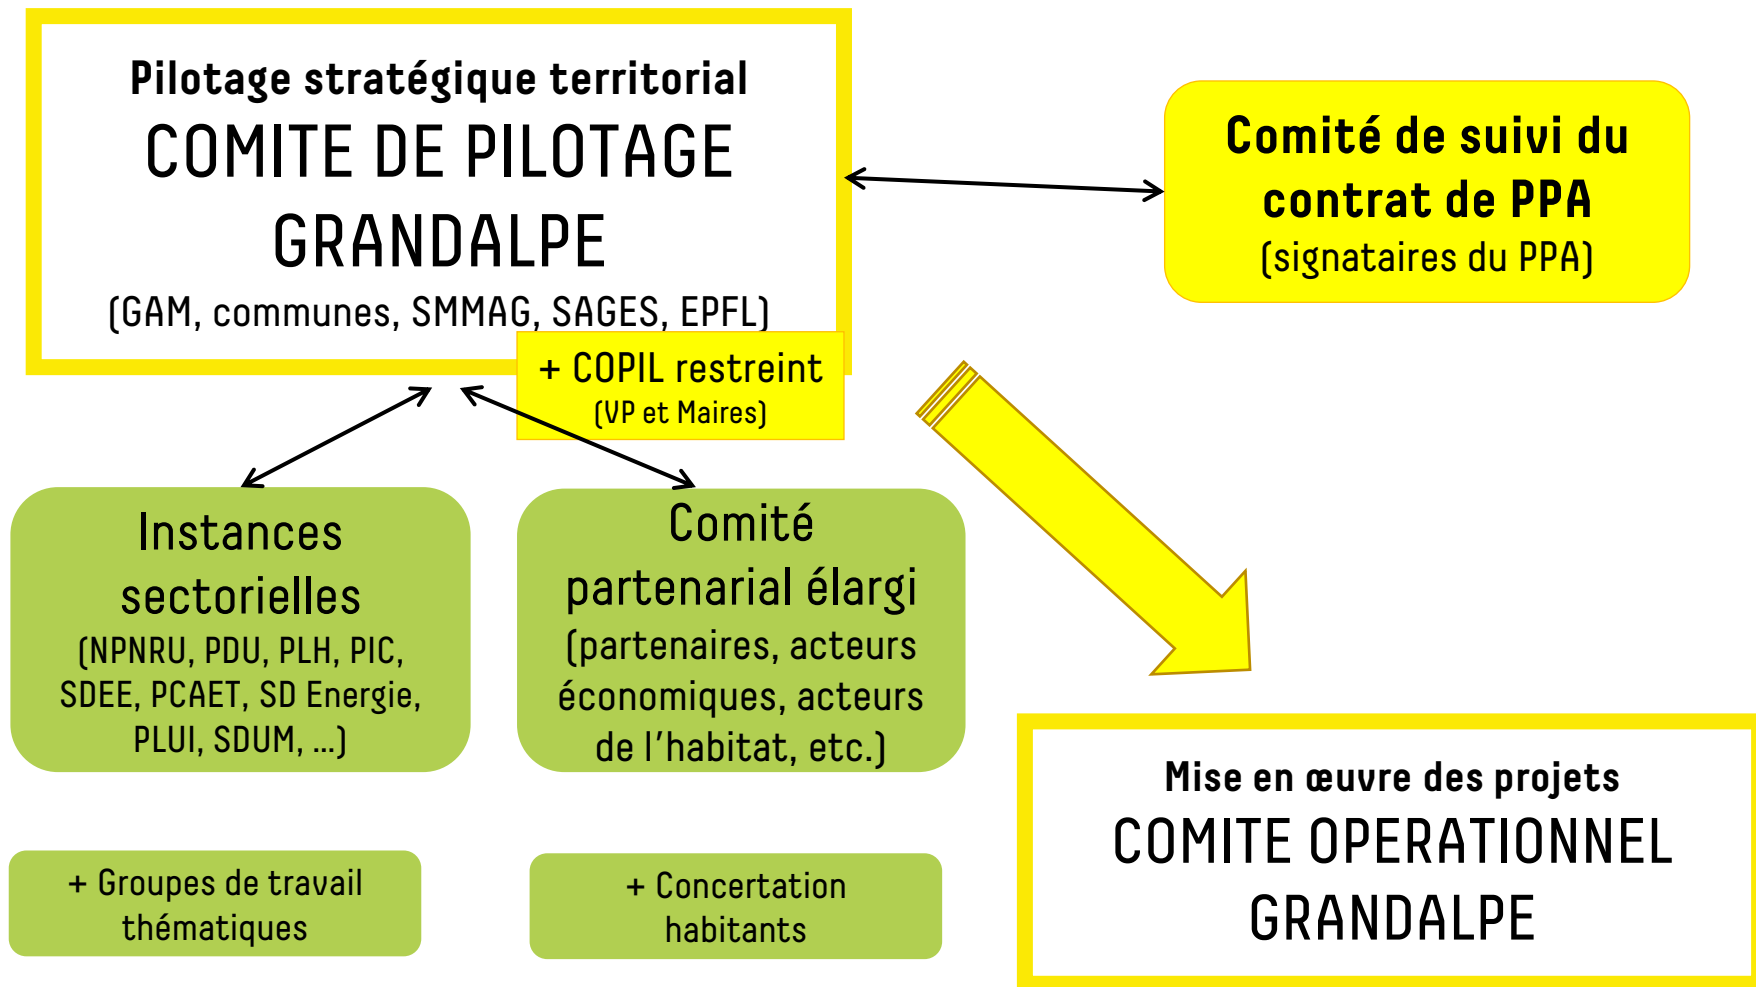 Pilotage stratégique territorial
COMITE DE PILOTAGE
GRANDALPE
(GAM, communes, SMMAG, SAGES, EPFL)
+ COPIL restreint
(VP et Maires)
Comité de suivi du
contrat de PPA
(signataires du PPA)
Instances
sectorielles
(NPNRU, PDU, PLH, PIC,
SDEE, PCAET, SD Energie,
PLUI, SDUM, ...)
Comité
partenarial élargi
(partenaires, acteurs
économiques, acteurs
de l'habitat, etc.)
+ Groupes de travail
thématiques
+ Concertation
habitants
Mise en œuvre des projets
COMITE OPERATIONNEL
GRANDALPE